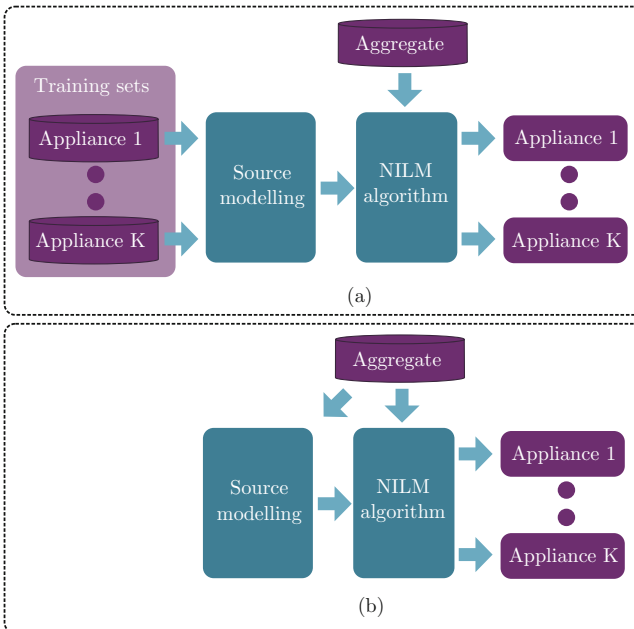 Aggregate
Training sets
Appliance 1
Appliance K
Source
modelling
NILM
algorithm
Appliance 1
Appliance K
(a)
Aggregate
Source
modelling
NILM
algorithm
Appliance 1
Appliance K
(b)